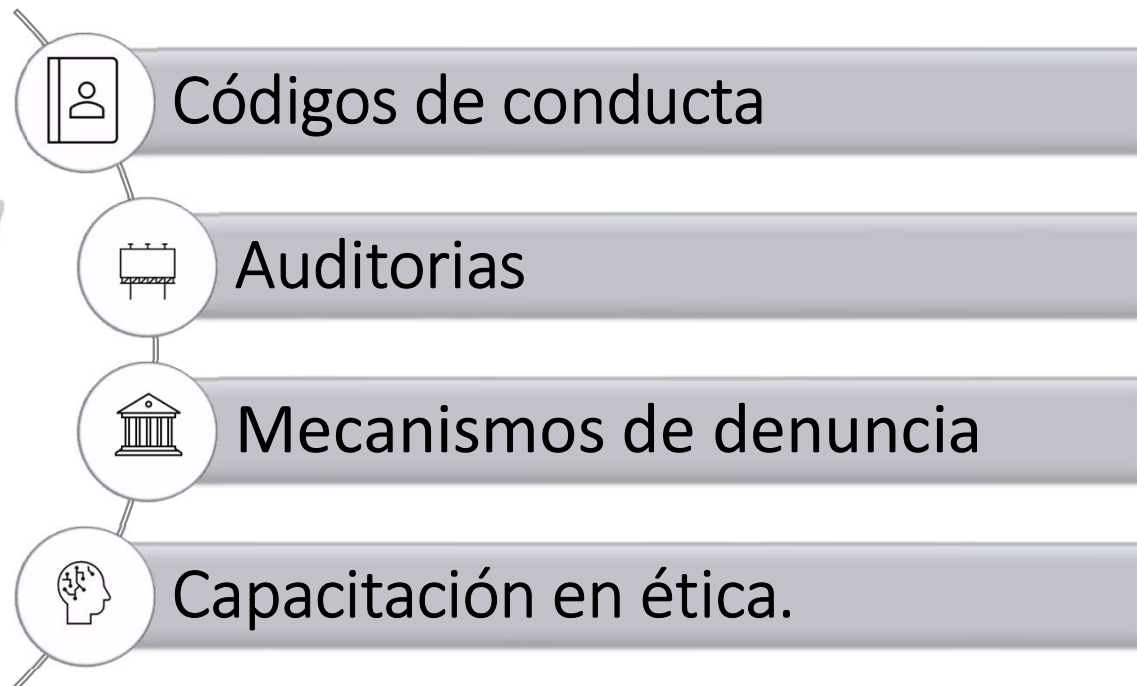 Códigos de conducta
Auditorias
Mecanismos de denuncia
Capacitación en ética.